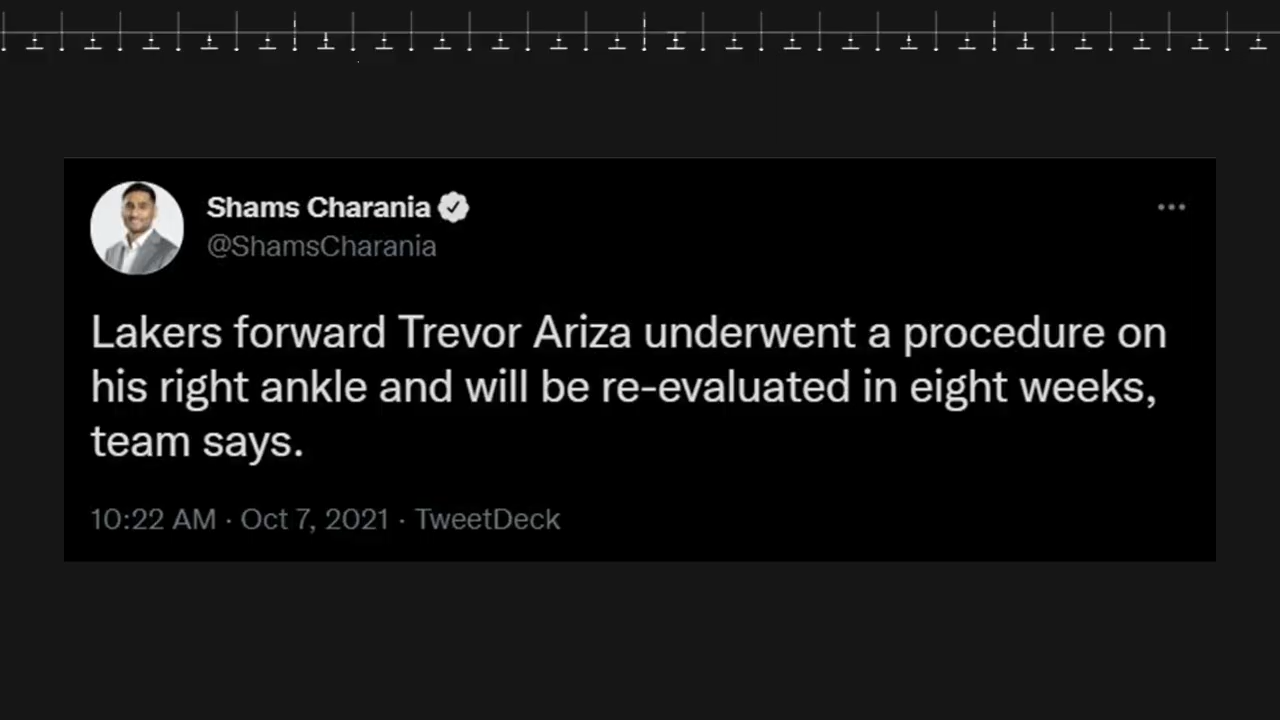 Shams Charania
@ShamsCharania
Lakers forward Trevor Ariza underwent a procedure on
his right ankle and will be re-evaluated in eight weeks,
team says.
10:22 AM · Oct 7, 2021 · TweetDeck